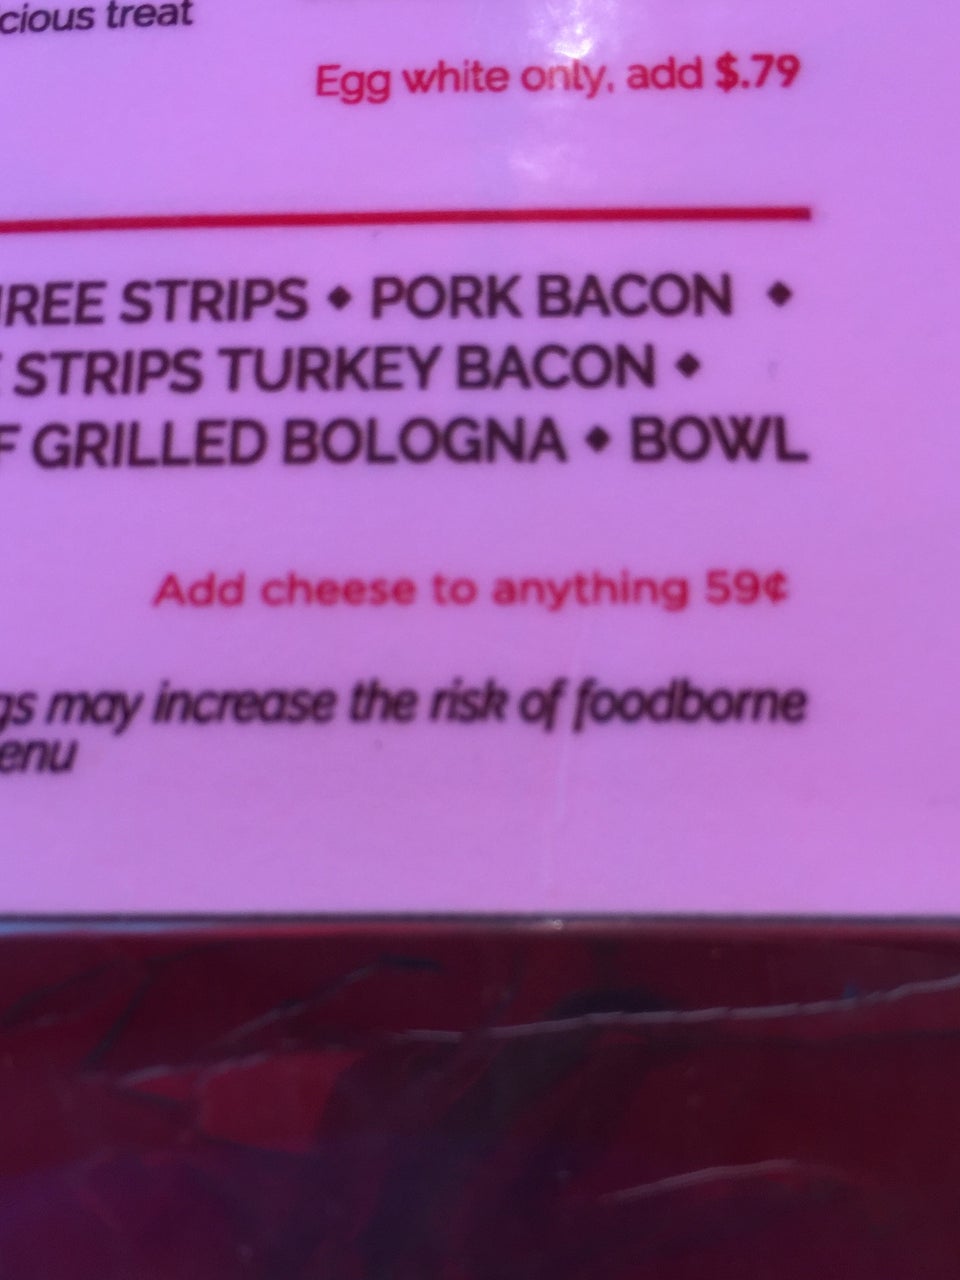 cious treat
Egg white only, add $.79
REE STRIPS ◆ PORK BACON ◆
STRIPS TURKEY BACON ◆
F GRILLED BOLOGNA ◆ BOWL
Add cheese to anything 59¢
gs may increase the risk of foodborne
enu